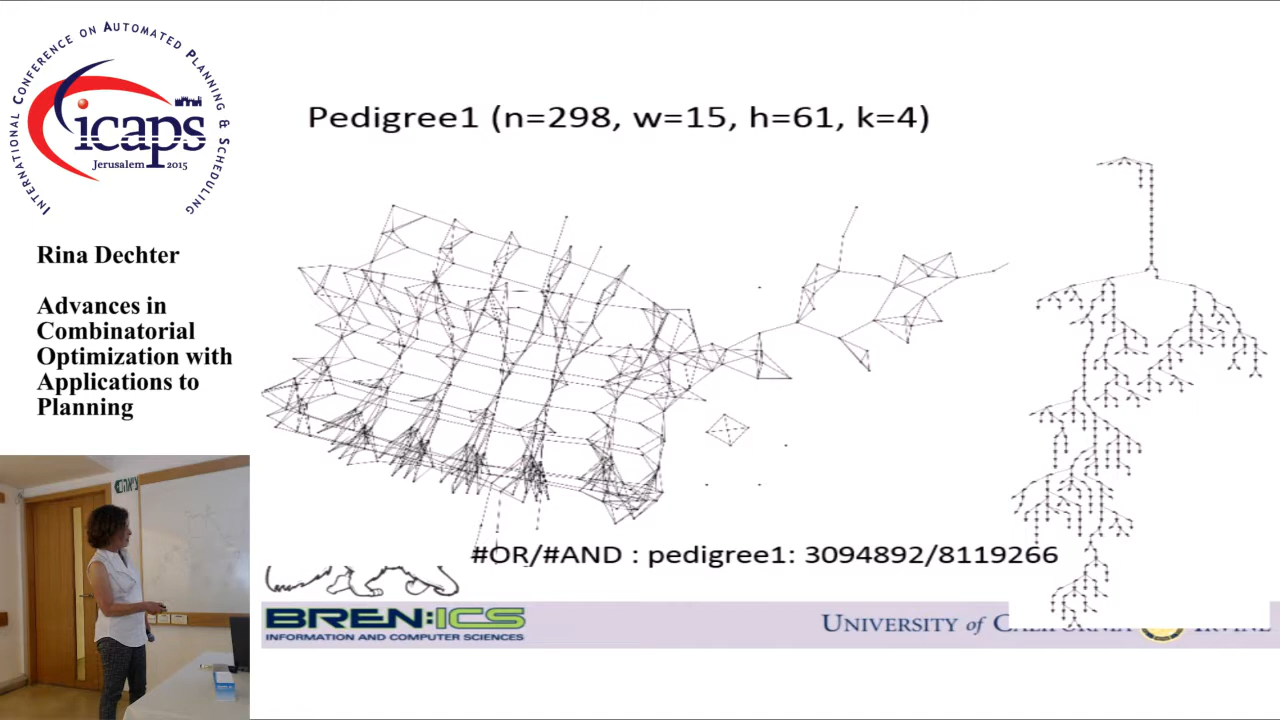 INTERNATIONAL CONFERENCE ON AUTOMATED PLANNING & SCHEDULING
icaps
Jerusalem 2015
Rina Dechter
Advances in
Combinatorial
Optimization with
Applications to
Planning
Pedigree1 (n=298, w=15, h=61, k=4)
#OR/#AND : pedigree1: 3094892/8119266
BREN:ICS
INFORMATION AND COMPUTER SCIENCES
UNIVERSITY of CALIFORNIA IRVINE